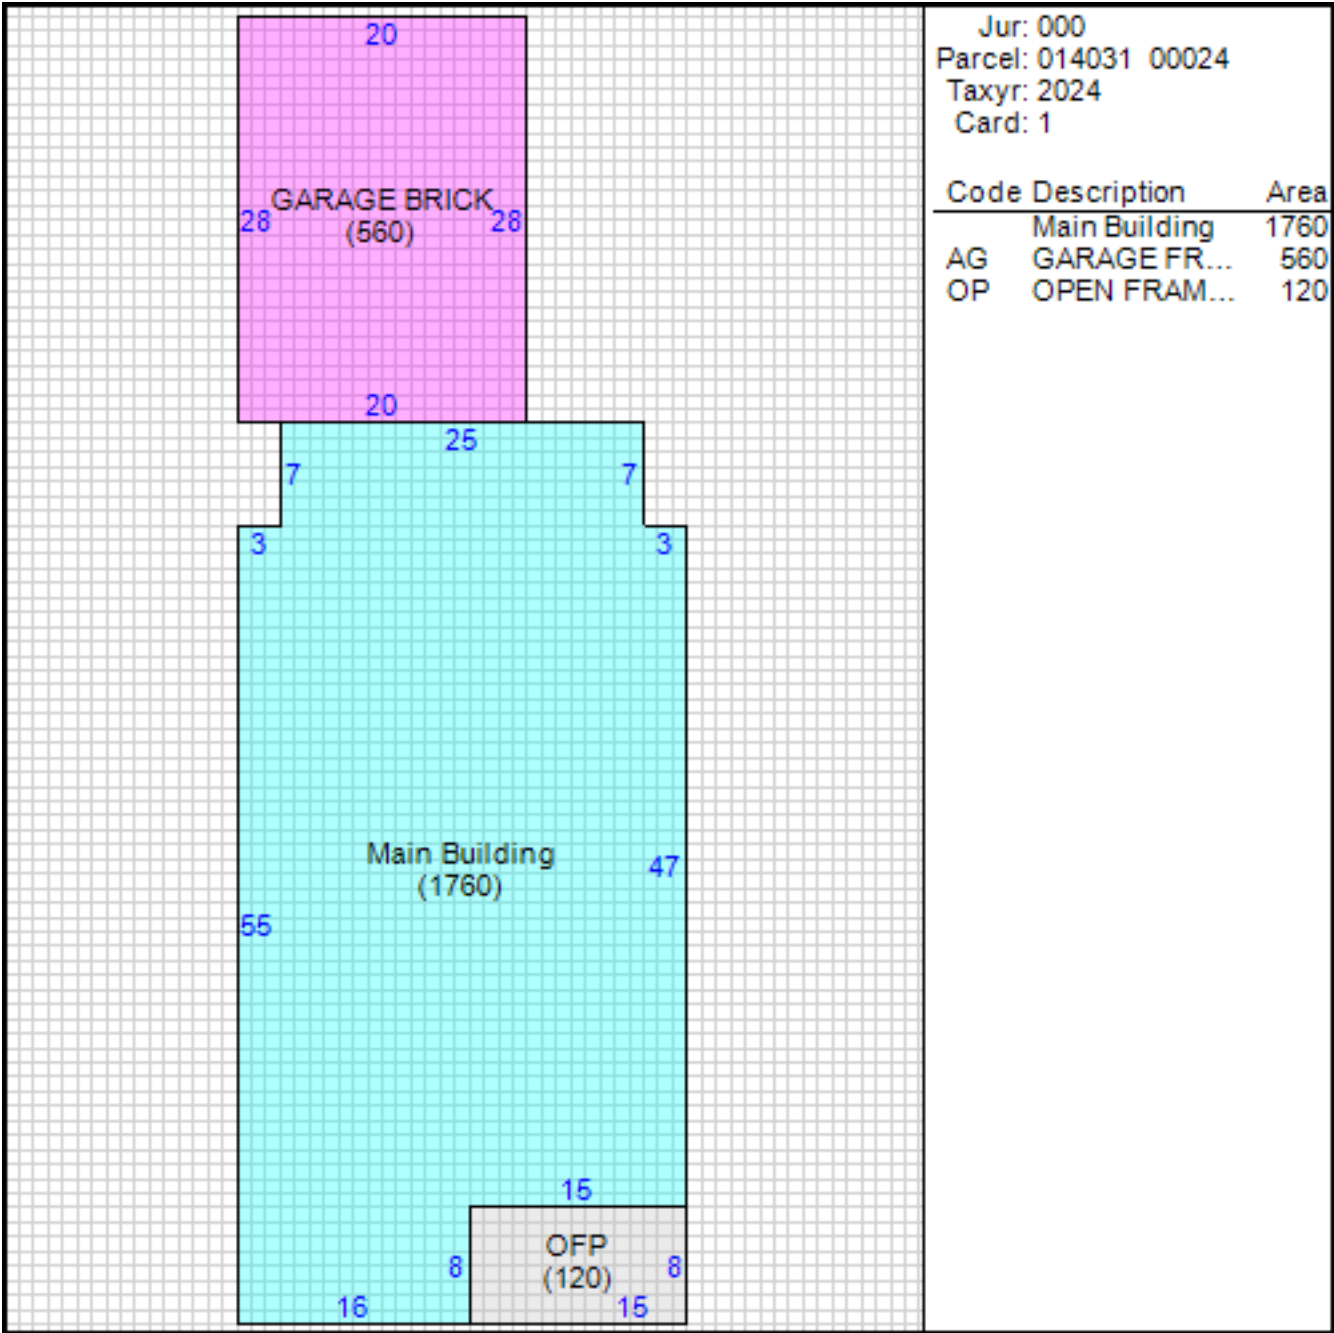 20
GARAGE BRICK
28 (560) 28
20
25
7 7
3 3
Main Building
(1760)
47
55
15
OFP
(120)
8 8
16 15
Jur: 000
Parcel: 014031 00024
Taxyr: 2024
Card: 1
Code Description Area
Main Building 1760
AG GARAGE FR... 560
OP OPEN FRAM... 120